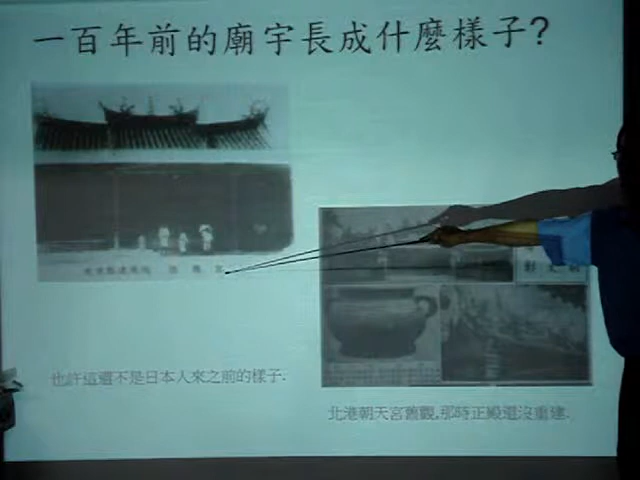 一百年前的廟宇長成什麼樣子?
也許這還不是日本人來之前的樣子.
北港朝天宮舊觀,那時正殿還沒重建.